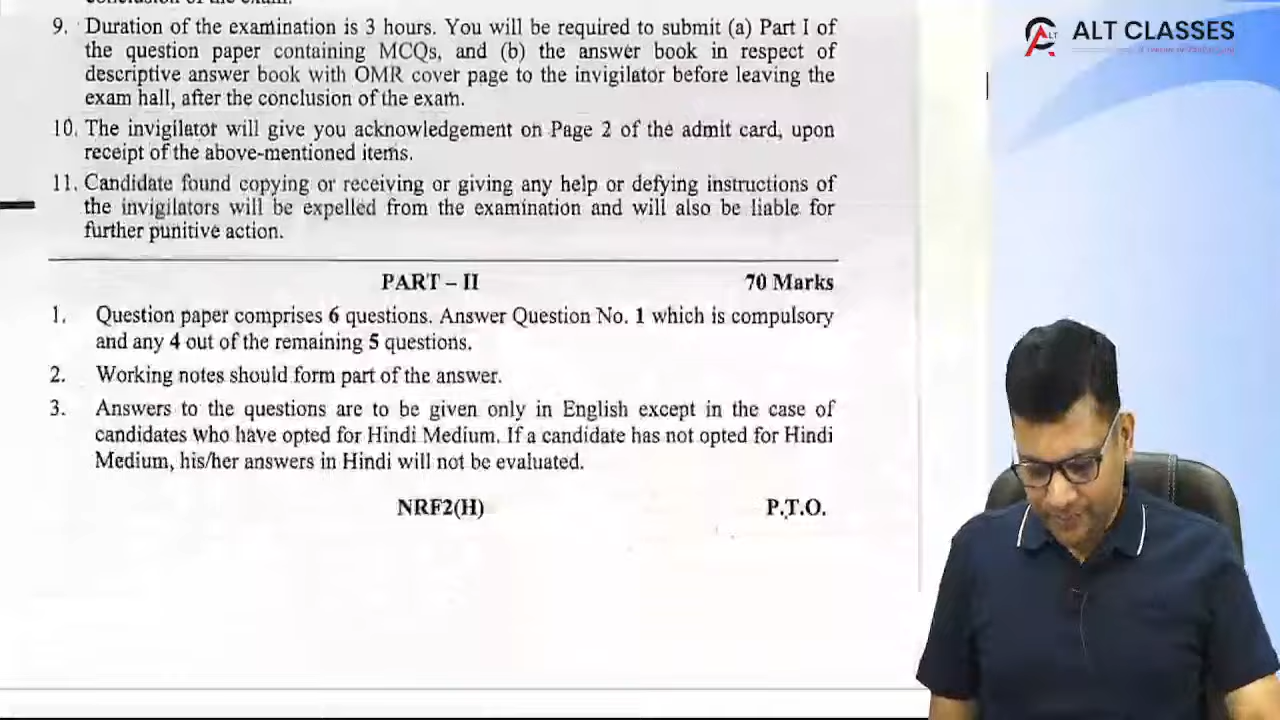 9. Duration of the examination is 3 hours. You will be required to submit (a) Part I of
the question paper containing MCQs, and (b) the answer book in respect of
descriptive answer book with OMR cover page to the invigilator before leaving the
exam hall, after the conclusion of the exam.
10. The invigilator will give you acknowledgement on Page 2 of the admit card, upon
receipt of the above-mentioned items.
11. Candidate found copying or receiving or giving any help or defying instructions of
the invigilators will be expelled from the examination and will also be liable for
further punitive action.
PART – II 70 Marks
1. Question paper comprises 6 questions. Answer Question No. 1 which is compulsory
and any 4 out of the remaining 5 questions.
2. Working notes should form part of the answer.
3. Answers to the questions are to be given only in English except in the case of
candidates who have opted for Hindi Medium. If a candidate has not opted for Hindi
Medium, his/her answers in Hindi will not be evaluated.
NRF2(H) P.T.O.
ALT CLASSES